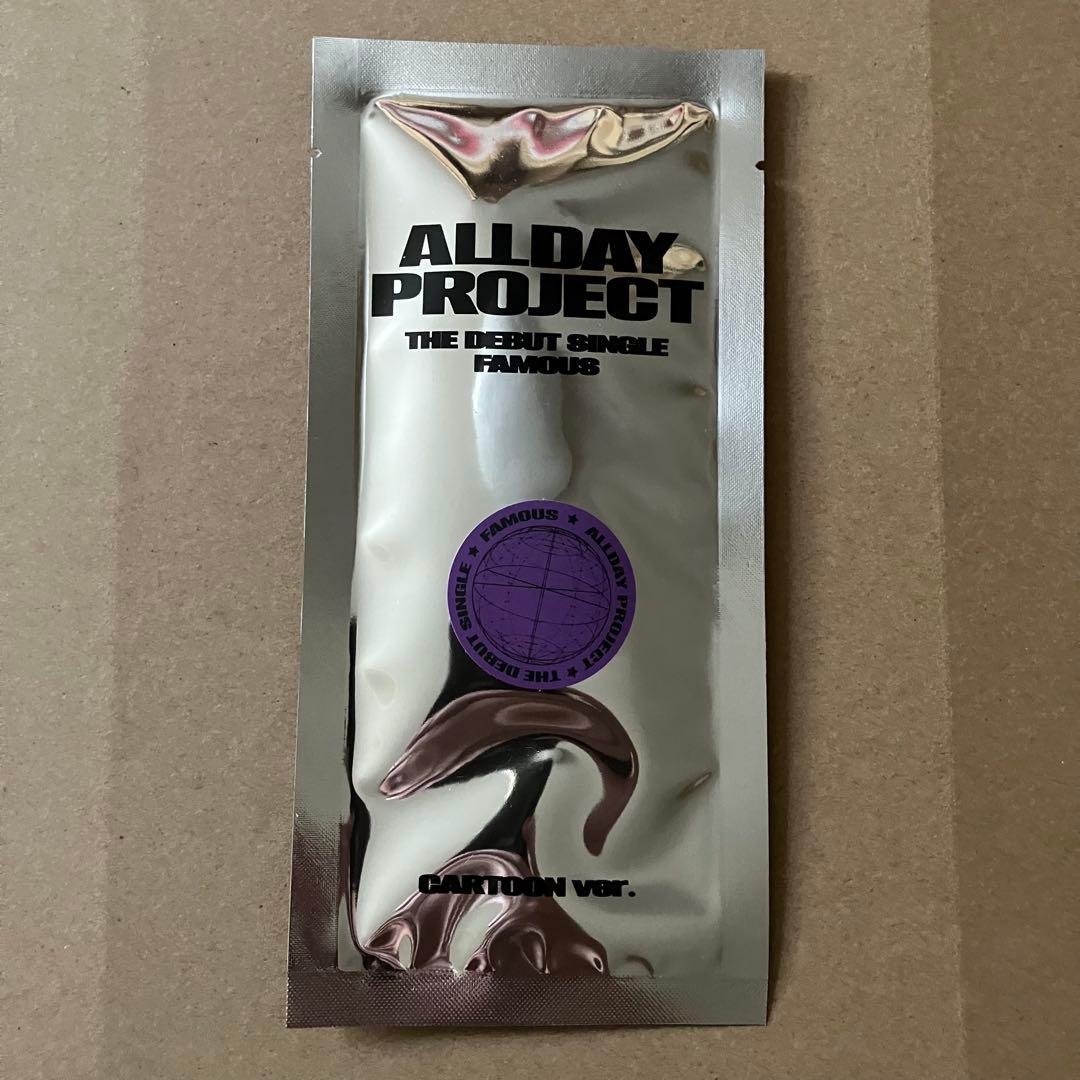 ALLDAY
PROJECT
THE DEBUT SINGLE
FAMOUS
FAMOUS ★ ALLDAY PROJECT ★ THE DEBUT SINGLE ★
CARTOON ver.